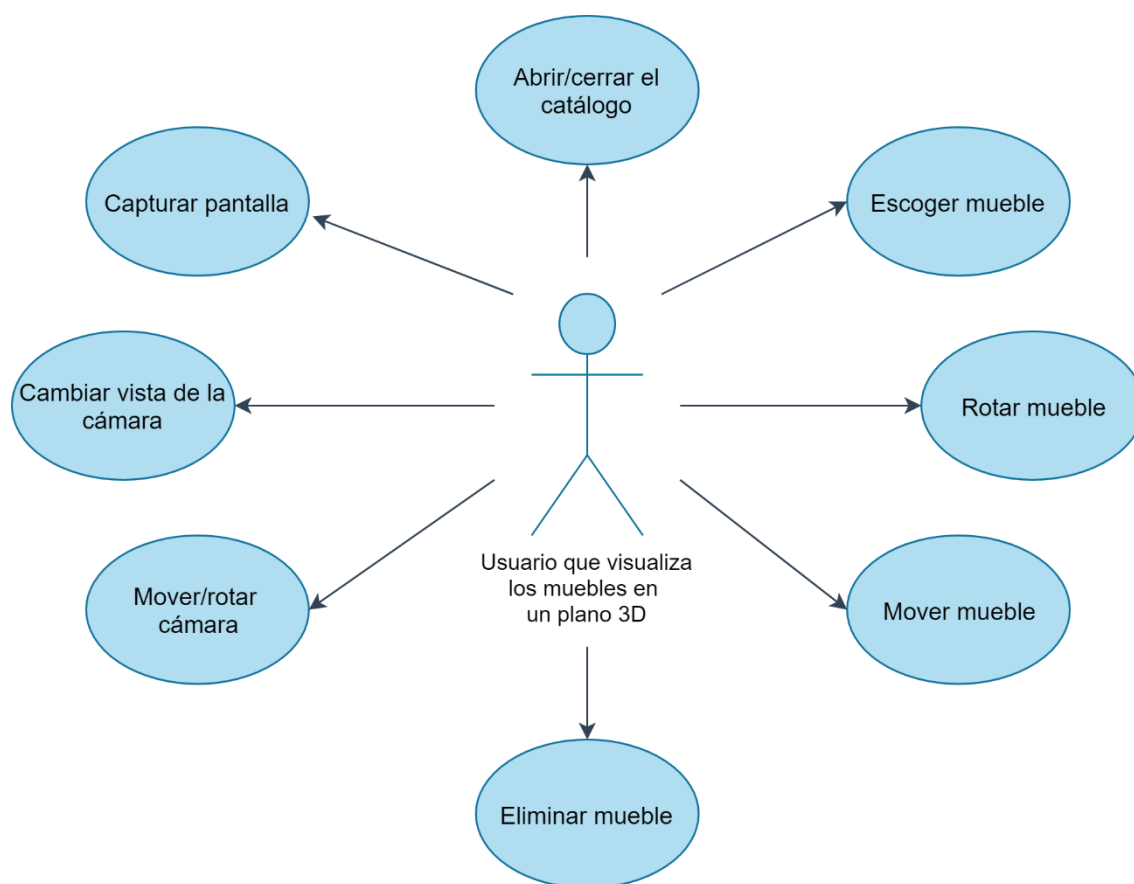 Abrir/cerrar el
catálogo
Capturar pantalla
Escoger mueble
Cambiar vista de la
cámara
Rotar mueble
Usuario que visualiza
los muebles en
un plano 3D
Mover/rotar
cámara
Mover mueble
Eliminar mueble